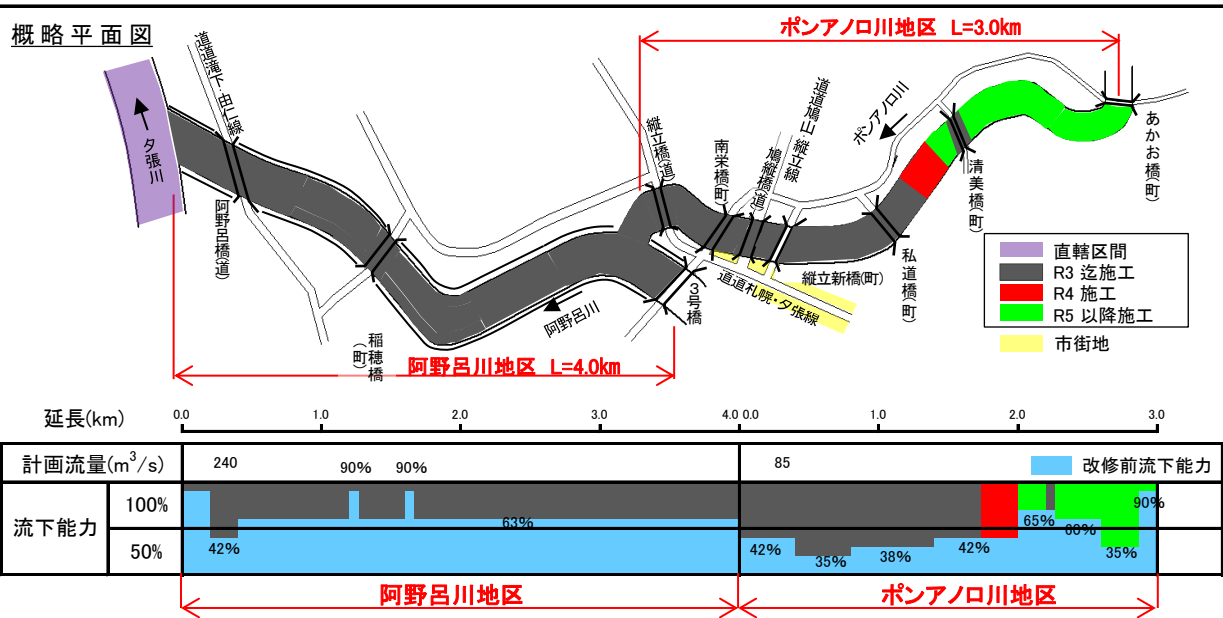 概略平面図
ポンアノロ川地区 L=3.0km
道道滝下・由仁線
夕張川
阿野呂橋(道)
稲穂橋(町)
縦立橋(道)
南栄橋(町)
鳩縦橋(道)
道道鳩山・縦立線
ポンアノロ川
清美橋(町)
あかお橋(町)
私道橋(町)
縦立新橋(町)
道道札幌・夕張線
3号橋
阿野呂川
阿野呂川地区 L=4.0km
直轄区間
R3 迄施工
R4 施工
R5 以降施工
市街地
延長(km) 0.0 1.0 2.0 3.0 4.0 0.0 1.0 2.0 3.0
計画流量(m³/s) 240 90% 90% 85 改修前流下能力
流下能力 100% 50%
42% 63% 42% 35% 38% 42% 65% 60% 35% 90%
阿野呂川地区 ポンアノロ川地区